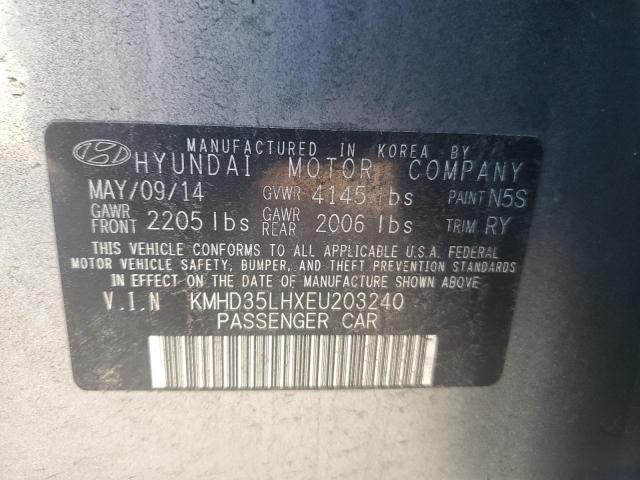 MANUFACTURED IN KOREA BY
HYUNDAI MOTOR COMPANY
MAY/09/14 GVWR 4145 lbs PAINT N5S
GAWR FRONT 2205 lbs GAWR REAR 2006 lbs TRIM RY
THIS VEHICLE CONFORMS TO ALL APPLICABLE U.S.A. FEDERAL
MOTOR VEHICLE SAFETY, BUMPER, AND THEFT PREVENTION STANDARDS
IN EFFECT ON THE DATE OF MANUFACTURE SHOWN ABOVE
V.I.N KMHD35LHXEU203240
PASSENGER CAR